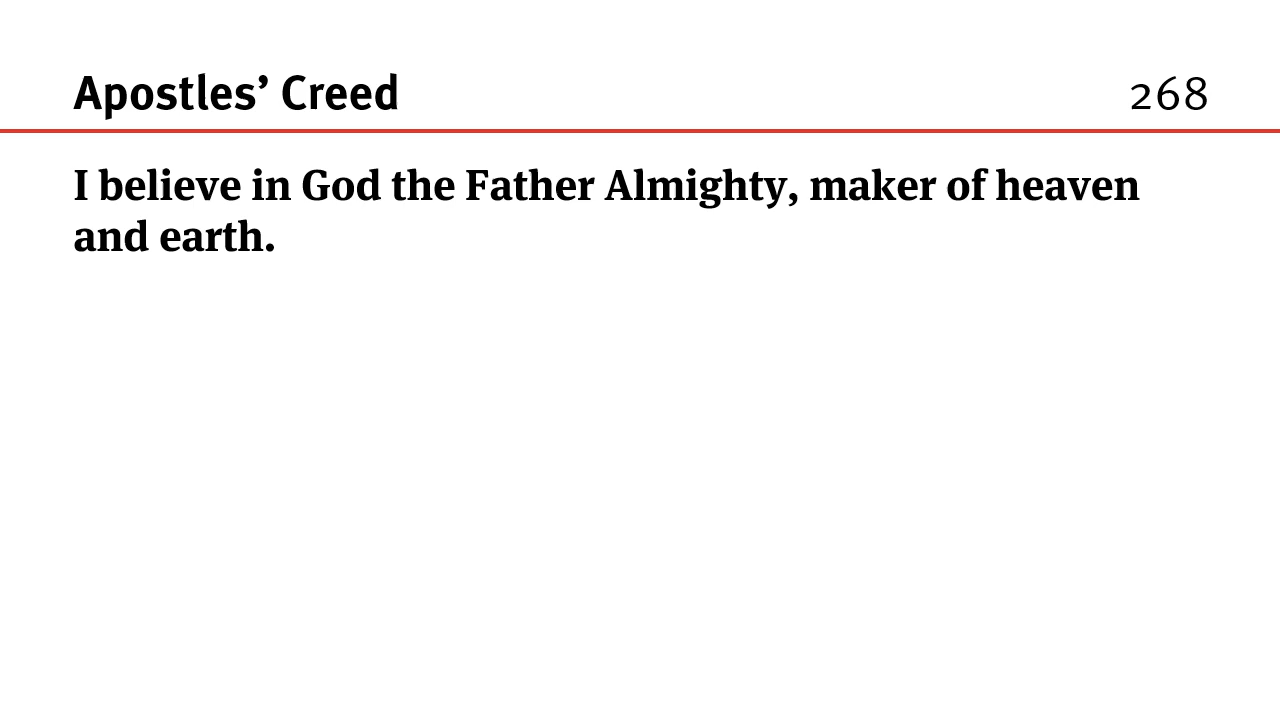 Apostles’ Creed 268
I believe in God the Father Almighty, maker of heaven
and earth.